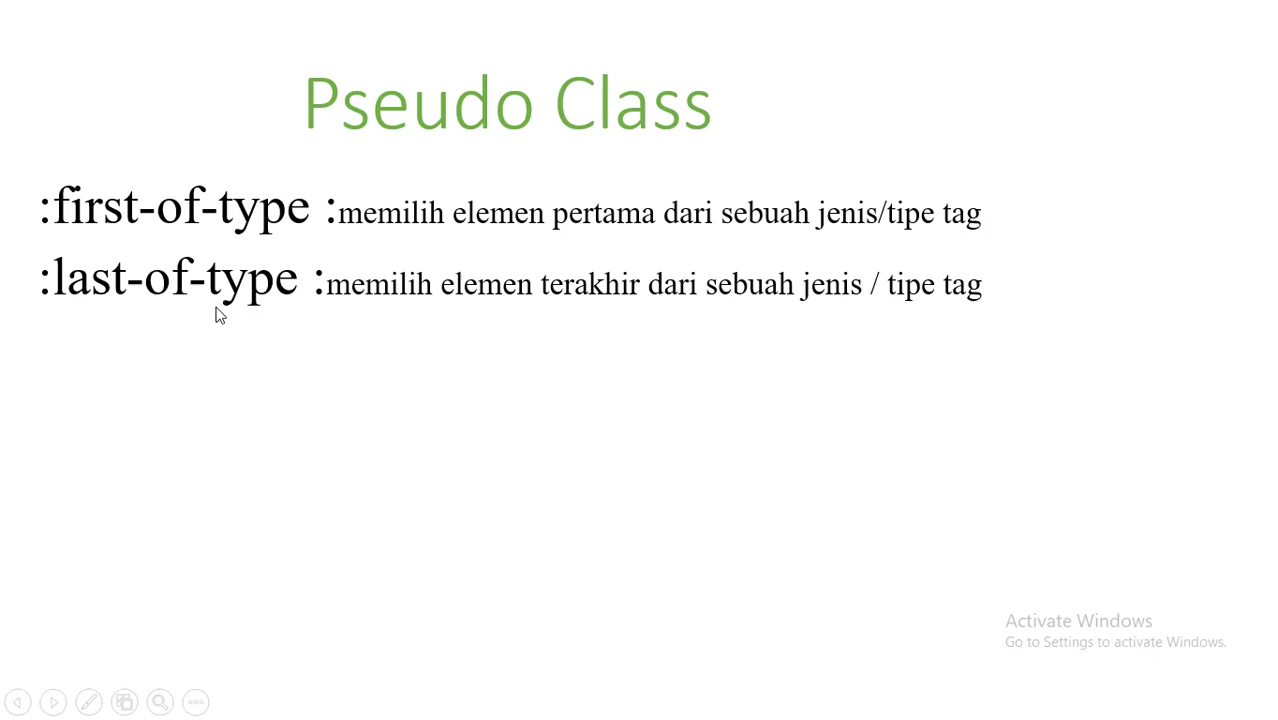 Pseudo Class
:first-of-type :memilih elemen pertama dari sebuah jenis/tipe tag
:last-of-type :memilih elemen terakhir dari sebuah jenis / tipe tag
Activate Windows
Go to Settings to activate Windows.